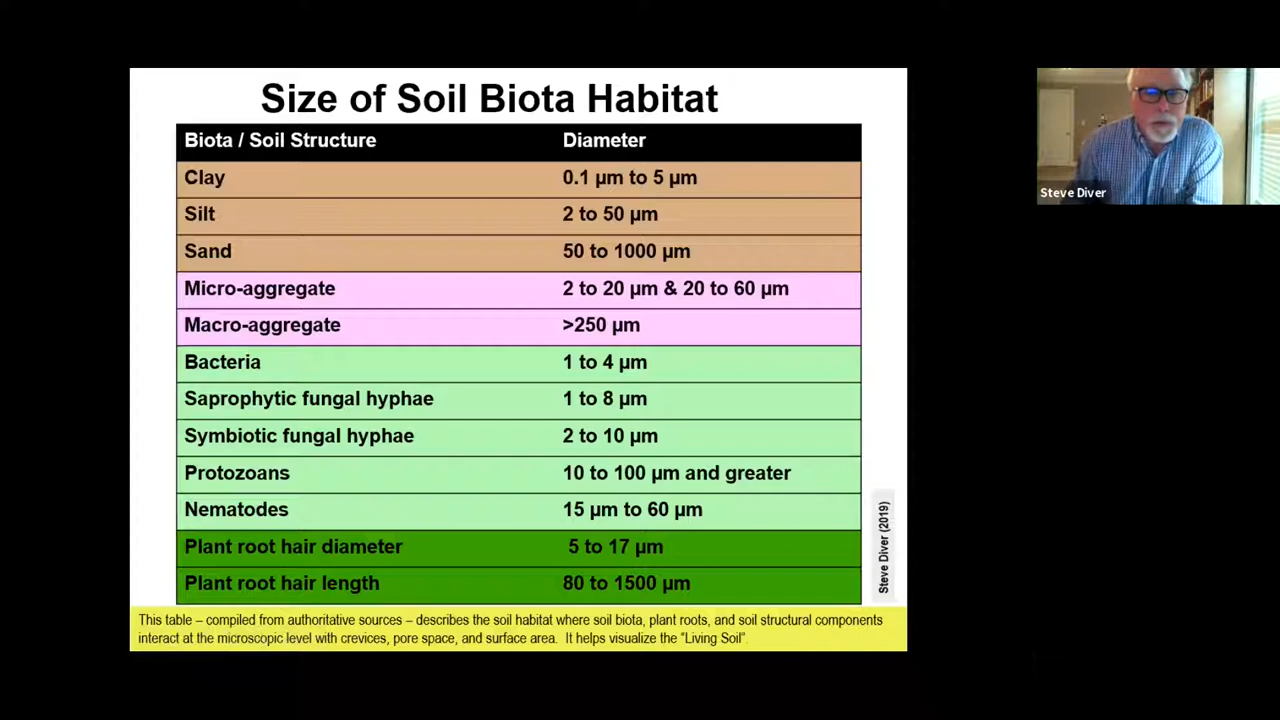 Size of Soil Biota Habitat
Biota / Soil Structure Diameter
Clay 0.1 µm to 5 µm
Silt 2 to 50 µm
Sand 50 to 1000 µm
Micro-aggregate 2 to 20 µm & 20 to 60 µm
Macro-aggregate >250 µm
Bacteria 1 to 4 µm
Saprophytic fungal hyphae 1 to 8 µm
Symbiotic fungal hyphae 2 to 10 µm
Protozoans 10 to 100 µm and greater
Nematodes 15 µm to 60 µm
Plant root hair diameter 5 to 17 µm
Plant root hair length 80 to 1500 µm
Steve Diver (2019)
This table – compiled from authoritative sources – describes the soil habitat where soil biota, plant roots, and soil structural components
interact at the microscopic level with crevices, pore space, and surface area. It helps visualize the "Living Soil".
Steve Diver